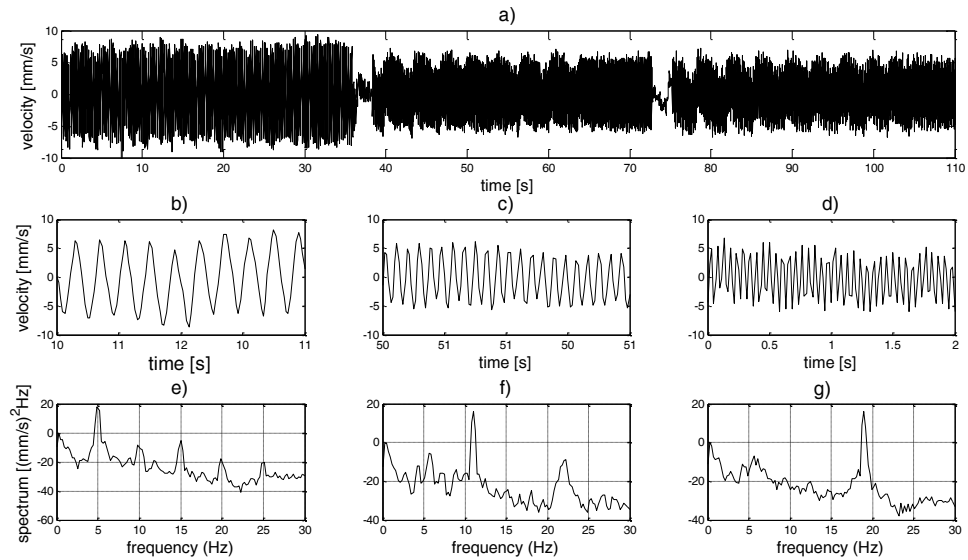 a)
velocity [mm/s]
10
5
0
-5
-10
0 10 20 30 40 50 60 70 80 90 100 110
time [s]
b) c) d)
velocity [mm/s]
10 10 10
5 5 5
0 0 0
-5 -5 -5
-10 -10 -10
10 11 12 10 11 50 51 51 50 51 0 0.5 1 1.5 2
time [s] time [s] time [s]
e) f) g)
spectrum [(mm/s)²Hz]
20 20 20
0 0 0
-20 -20 -20
-40 -40 -40
-60
0 5 10 15 20 25 30 0 5 10 15 20 25 30 0 5 10 15 20 25 30
frequency (Hz) frequency (Hz) frequency (Hz)